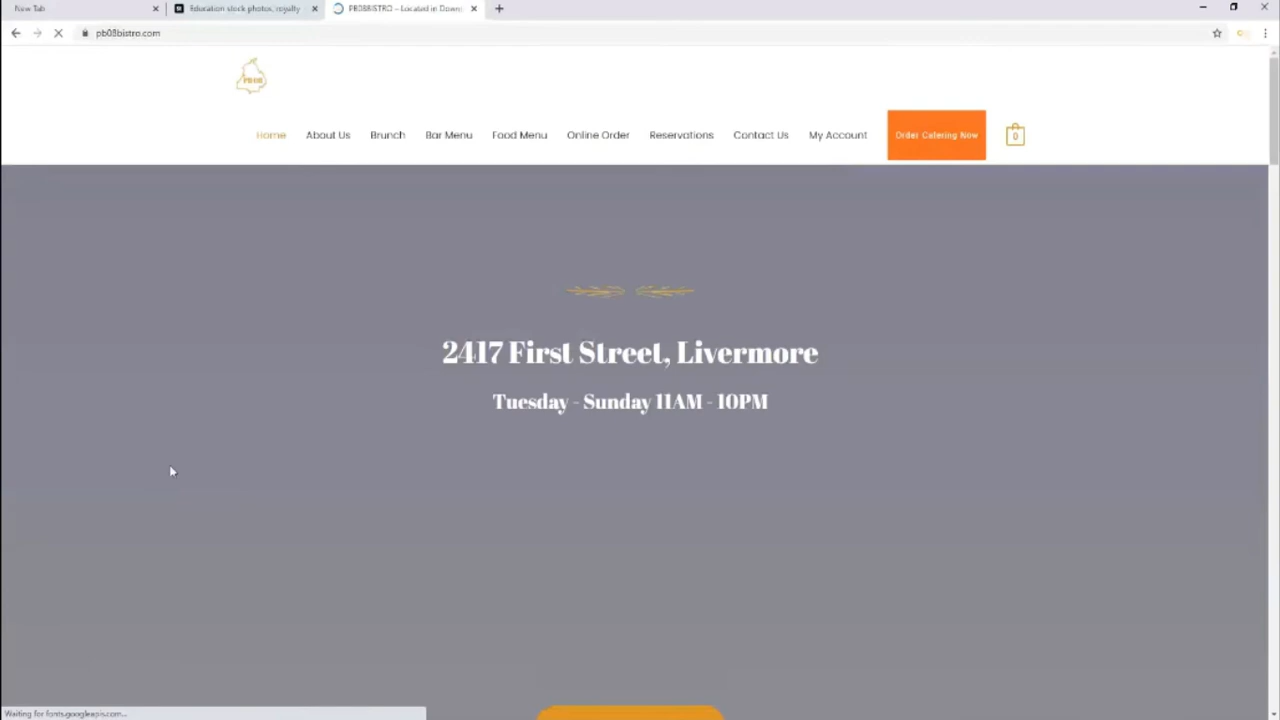 New Tab
Education stock photos, royalty
PB08BISTRO – Located in Down
pb08bistro.com
PB08
Home
About Us
Brunch
Bar Menu
Food Menu
Online Order
Reservations
Contact Us
My Account
Order Catering Now
0
2417 First Street, Livermore
Tuesday - Sunday 11AM - 10PM
Waiting for fonts.googleapis.com...